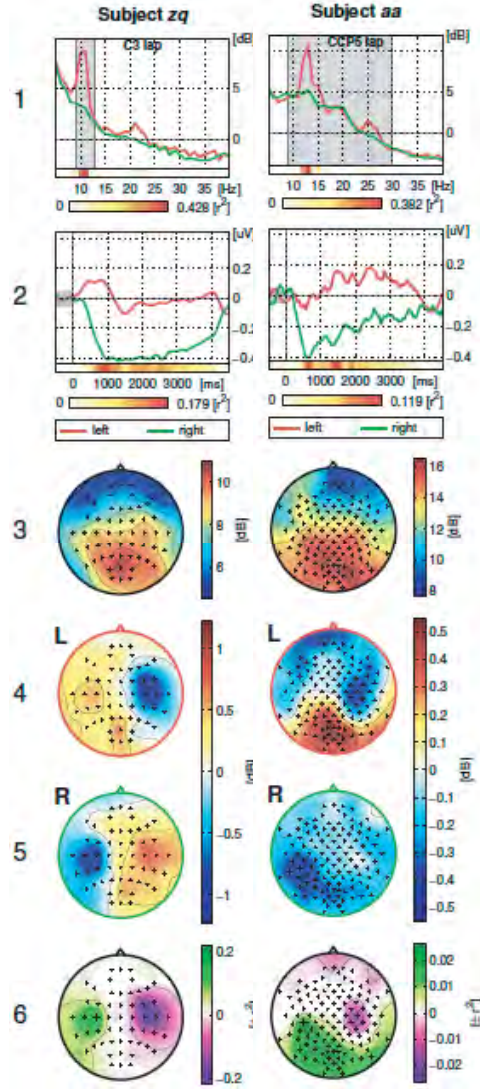 Subject zq
Subject aa
1
C3 lap
[dB]
5
0
10 15 20 25 30 35 [Hz]
0 0.428 [r²]
CCP5 lap
[dB]
5
0
10 15 20 25 30 35 [Hz]
0 0.382 [r²]
2
[uV]
0.2
0
-0.2
-0.4
0 1000 2000 3000 [ms]
0 0.179 [r²]
[uV]
0.2
0
-0.2
-0.4
0 1000 2000 3000 [ms]
0 0.119 [r²]
left right
left right
3
10
8
6
[dB]
16
14
12
10
8
[dB]
4
L
L
5
R
R
1
0.5
0
-0.5
-1
[dB]
0.5
0.4
0.3
0.2
0.1
0
-0.1
-0.2
-0.3
-0.4
-0.5
[dB]
6
0.2
0
-0.2
0.02
0.01
0
-0.01
-0.02
[± r²]